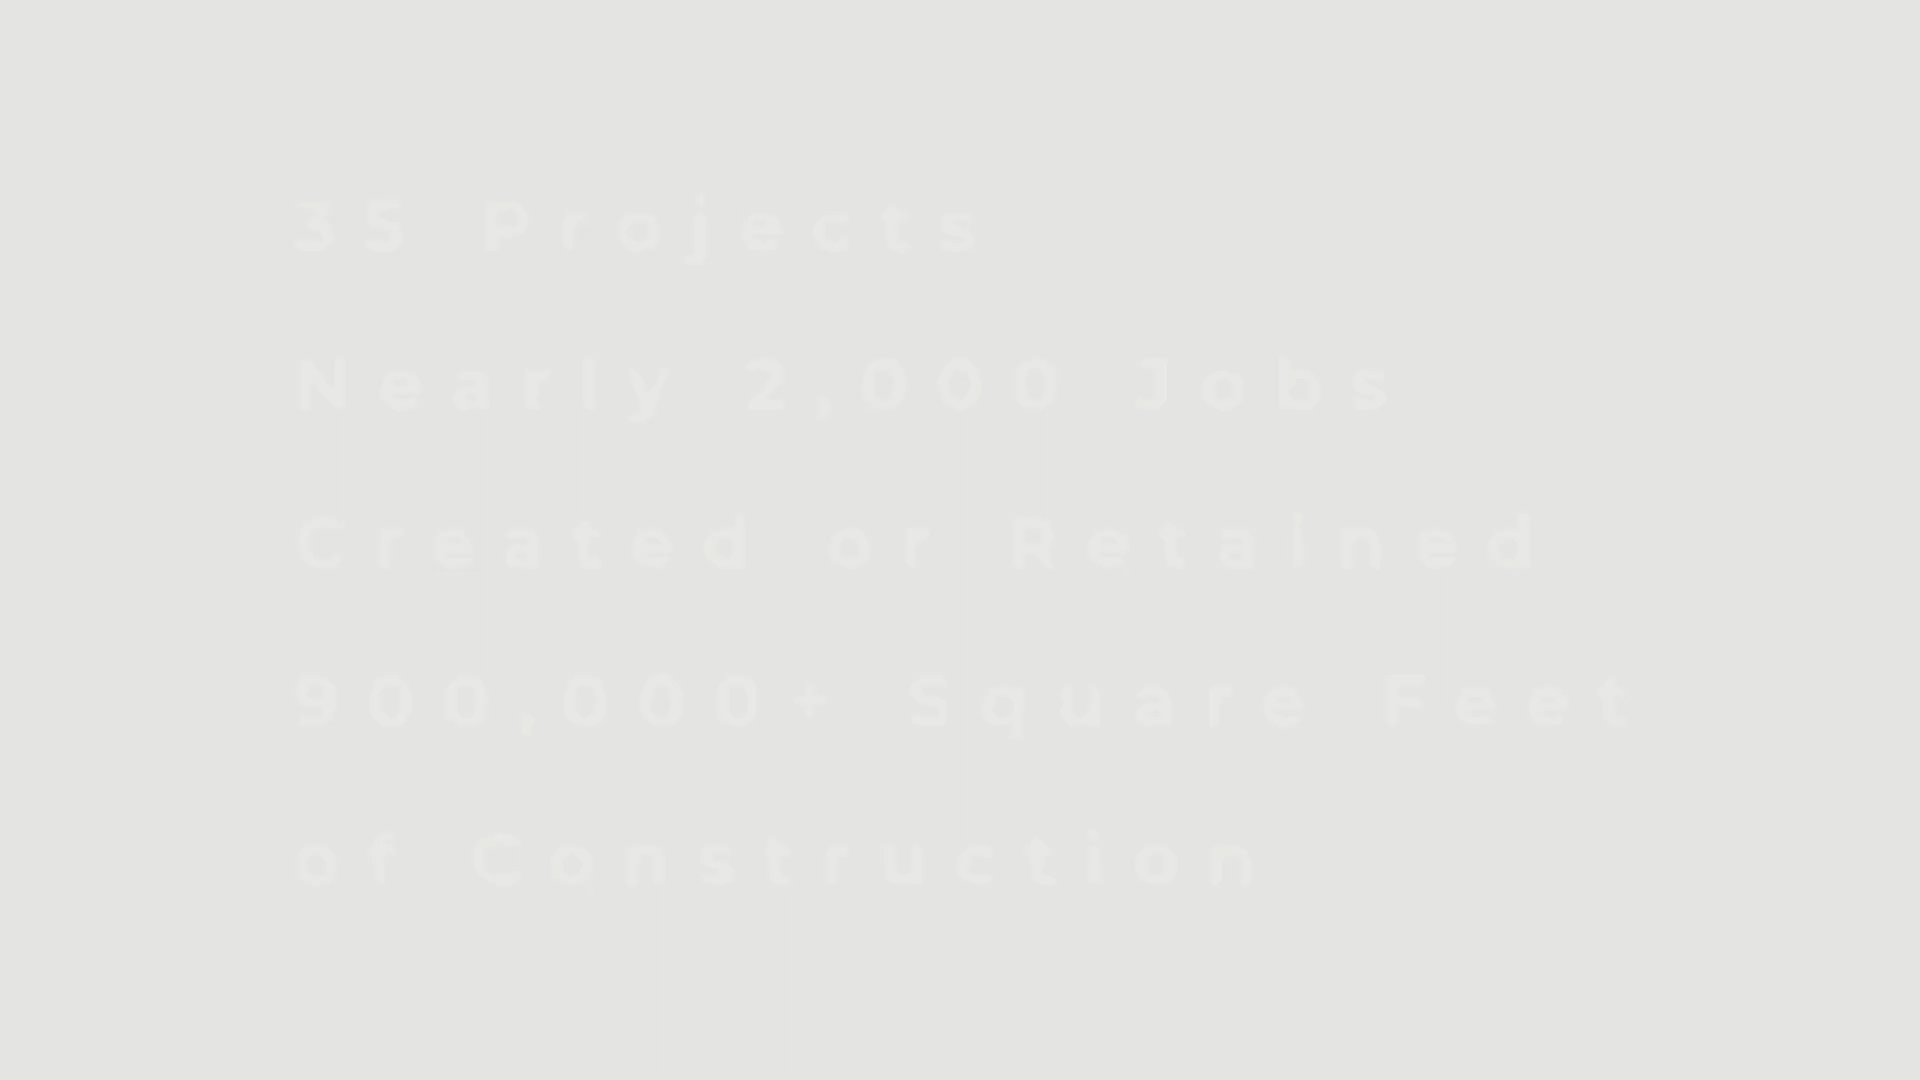 35 Projects
Nearly 2,000 Jobs
Created or Retained
900,000+ Square Feet
of Construction